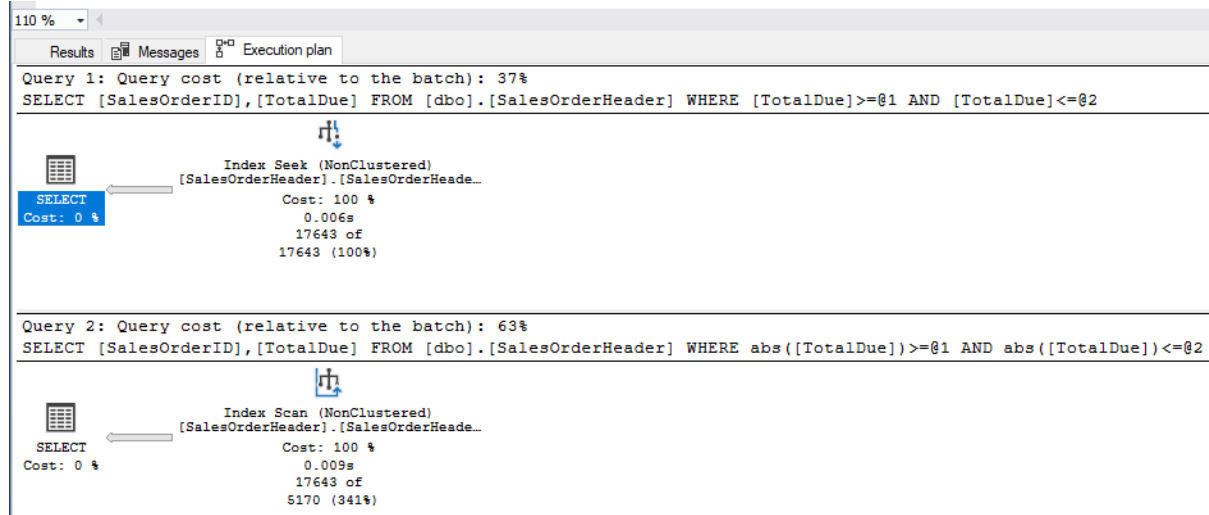 110 %
Results Messages Execution plan
Query 1: Query cost (relative to the batch): 37%
SELECT [SalesOrderID],[TotalDue] FROM [dbo].[SalesOrderHeader] WHERE [TotalDue]>=@1 AND [TotalDue]<=@2
Index Seek (NonClustered)
[SalesOrderHeader].[SalesOrderHeade…
SELECT
Cost: 0 %
Cost: 100 %
0.006s
17643 of
17643 (100%)
Query 2: Query cost (relative to the batch): 63%
SELECT [SalesOrderID],[TotalDue] FROM [dbo].[SalesOrderHeader] WHERE abs([TotalDue])>=@1 AND abs([TotalDue])<=@2
Index Scan (NonClustered)
[SalesOrderHeader].[SalesOrderHeade…
SELECT
Cost: 0 %
Cost: 100 %
0.009s
17643 of
5170 (341%)